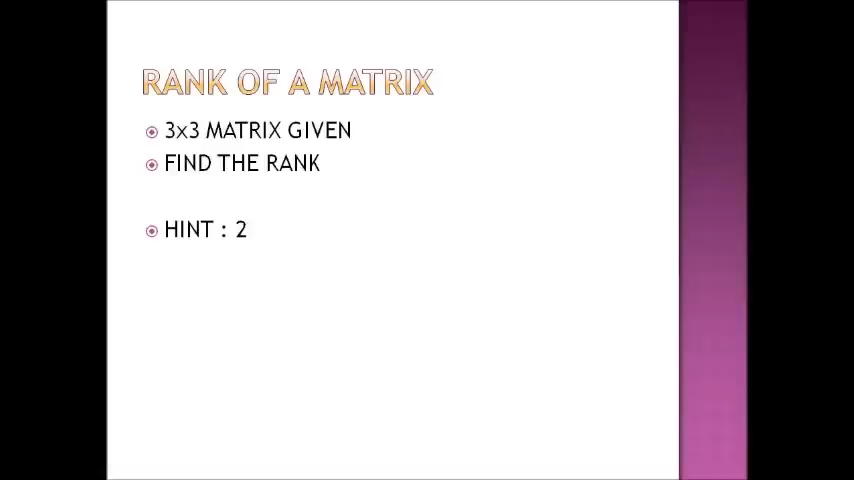 RANK OF A MATRIX
3x3 MATRIX GIVEN
FIND THE RANK
HINT : 2